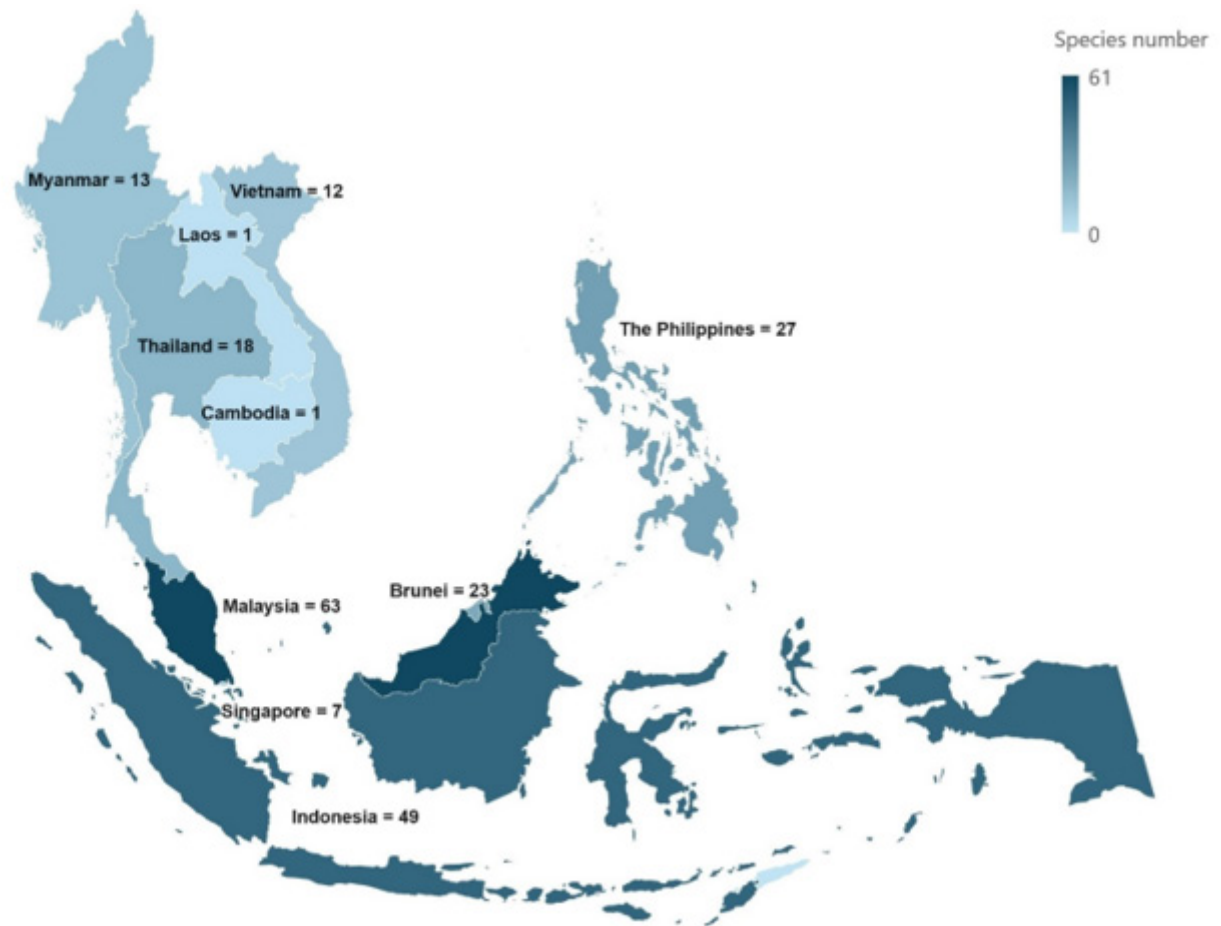 Species number
61
0
Myanmar = 13
Vietnam = 12
Laos = 1
The Philippines = 27
Thailand = 18
Cambodia = 1
Brunei = 23
Malaysia = 63
Singapore = 7
Indonesia = 49